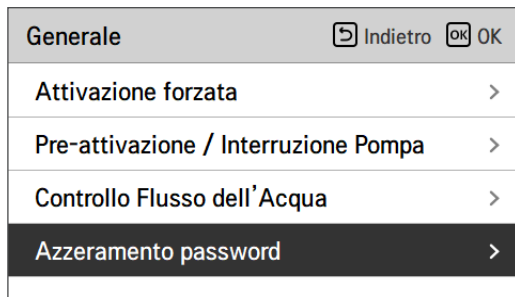 Generale Indietro OK OK
Attivazione forzata
Pre-attivazione / Interruzione Pompa
Controllo Flusso dell'Acqua
Azzeramento password